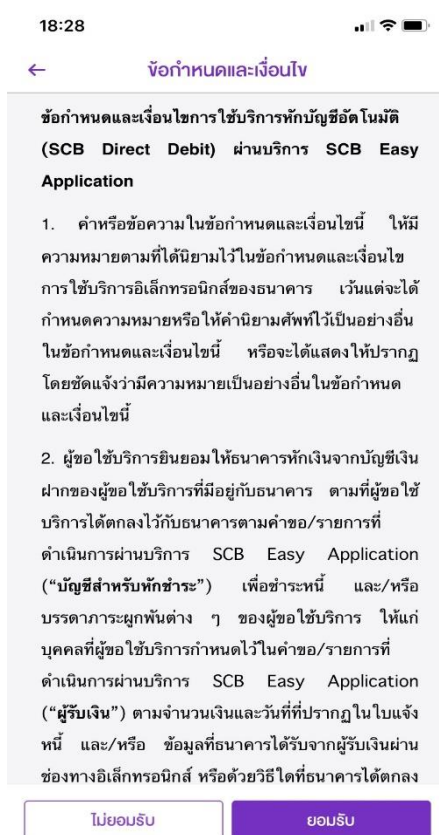 18:28
ข้อกำหนดและเงื่อนไข
ข้อกำหนดและเงื่อนไขการใช้บริการหักบัญชีอัตโนมัติ
(SCB Direct Debit) ผ่านบริการ SCB Easy
Application
1. คำหรือข้อความในข้อกำหนดและเงื่อนไขนี้ ให้มี
ความหมายตามที่ได้นิยามไว้ในข้อกำหนดและเงื่อนไข
การใช้บริการอิเล็กทรอนิกส์ของธนาคาร เว้นแต่จะได้
กำหนดความหมายหรือให้คำนิยามศัพท์ไว้เป็นอย่างอื่น
ในข้อกำหนดและเงื่อนไขนี้ หรือจะได้แสดงให้ปรากฏ
โดยชัดแจ้งว่ามีความหมายเป็นอย่างอื่นในข้อกำหนด
และเงื่อนไขนี้
2. ผู้ขอใช้บริการยินยอมให้ธนาคารหักเงินจากบัญชีเงิน
ฝากของผู้ขอใช้บริการที่มีอยู่กับธนาคาร ตามที่ผู้ขอใช้
บริการได้ตกลงไว้กับธนาคารตามคำขอ/รายการที่
ดำเนินการผ่านบริการ SCB Easy Application
(“บัญชีสำหรับหักชำระ”) เพื่อชำระหนี้ และ/หรือ
บรรดาภาระผูกพันต่าง ๆ ของผู้ขอใช้บริการ ให้แก่
บุคคลที่ผู้ขอใช้บริการกำหนดไว้ในคำขอ/รายการที่
ดำเนินการผ่านบริการ SCB Easy Application
(“ผู้รับเงิน”) ตามจำนวนเงินและวันที่ที่ปรากฏในใบแจ้ง
หนี้ และ/หรือ ข้อมูลที่ธนาคารได้รับจากผู้รับเงินผ่าน
ช่องทางอิเล็กทรอนิกส์ หรือด้วยวิธีใดที่ธนาคารได้ตกลง
ไม่ยอมรับ ยอมรับ